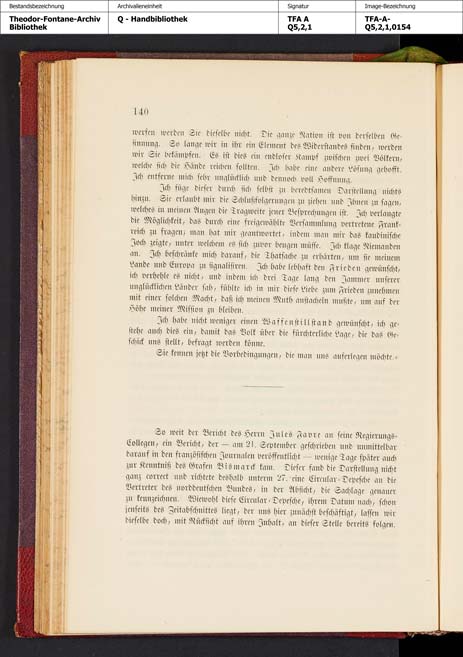 Bestandsbezeichnung
Theodor-Fontane-Archiv
Bibliothek
Archivalieneinheit
Q - Handbibliothek
Signatur
TFA A
Q5,2,1
Image-Bezeichnung
TFA-A-
Q5,2,1,0154
140
werfen werden Sie dieselbe nicht. Die ganze Nation ist von derselben Ge-
sinnung. So lange wir in ihr ein Element des Widerstandes finden, werden
wir Sie bekämpfen. Es ist dies ein endloser Kampf zwischen zwei Völkern,
welche sich die Hände reichen sollten. Ich habe eine andere Lösung gehofft.
Ich entferne mich sehr unglücklich und dennoch voll Hoffnung.
Ich füge dieser durch sich selbst zu beredtsamen Darstellung nichts
hinzu. Sie erlaubt mir die Schlußfolgerungen zu ziehen und Ihnen zu sagen,
welches in meinen Augen die Tragweite jener Besprechungen ist. Ich verlangte
die Möglichkeit, das durch eine freigewählte Versammlung vertretene Frank-
reich zu fragen; man hat mir geantwortet, indem man mir das kaudinische
Joch zeigte, unter welchem es sich zuvor beugen müsse. Ich klage Niemanden
an. Ich beschränke mich darauf, die Thatsache zu erhärten, um sie meinem
Lande und Europa zu signalisiren. Ich habe lebhaft den Frieden gewünscht,
ich verhehle es nicht, und indem ich drei Tage lang den Jammer unserer
unglücklichen Länder sah, fühlte ich in mir diese Liebe zum Frieden zunehmen
mit einer solchen Macht, daß ich meinen Muth anstacheln mußte, um auf der
Höhe meiner Mission zu bleiben.
Ich habe nicht weniger einen Waffenstillstand gewünscht, ich ge-
stehe auch dies ein, damit das Volk über die fürchterliche Lage, die das Ge-
schick uns stellt, befragt werden könne.
Sie kennen jetzt die Vorbedingungen, die man uns auferlegen möchte.«
So weit der Bericht des Herrn Jules Favre an seine Regierungs-
Collegen, ein Bericht, der — am 21. September geschrieben und unmittelbar
darauf in den französischen Journalen veröffentlicht — wenige Tage später auch
zur Kenntniß des Grafen Bismarck kam. Dieser fand die Darstellung nicht
ganz correct und richtete deshalb unterm 27. eine Circular-Depesche an die
Vertreter des norddeutschen Bundes, in der Absicht, die Sachlage genauer
zu kennzeichnen. Wiewohl diese Circular-Depesche, ihrem Datum nach, schon
jenseits des Zeitabschnittes liegt, der uns hier zunächst beschäftigt, lassen wir
dieselbe doch, mit Rücksicht auf ihren Inhalt, an dieser Stelle bereits folgen.